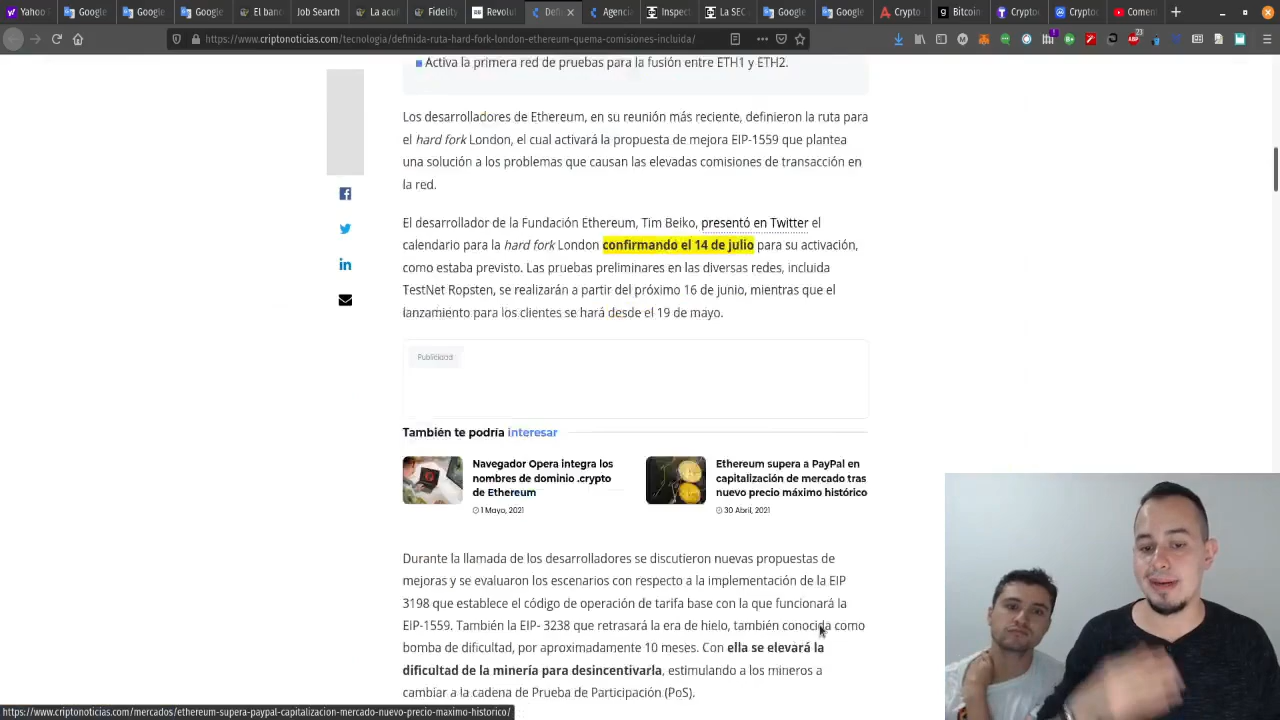 Yahoo F
Google
El banc
Job Search
La acu
Fidelity
Revolut
Defi
Agencia
Inspect
La SEC
Google
Google
Crypto
Bitcoin
Crypto
Cryptoc
Coment
https://www.criptonoticias.com/tecnologia/definida-ruta-hard-fork-london-ethereum-quema-comisiones-incluida/
Activa la primera red de pruebas para la fusión entre ETH1 y ETH2.
Los desarrolladores de Ethereum, en su reunión más reciente, definieron la ruta para
el hard fork London, el cual activará la propuesta de mejora EIP-1559 que plantea
una solución a los problemas que causan las elevadas comisiones de transacción en
la red.
El desarrollador de la Fundación Ethereum, Tim Beiko, presentó en Twitter el
calendario para la hard fork London confirmando el 14 de julio para su activación,
como estaba previsto. Las pruebas preliminares en las diversas redes, incluida
TestNet Ropsten, se realizarán a partir del próximo 16 de junio, mientras que el
lanzamiento para los clientes se hará desde el 19 de mayo.
Publicidad
También te podría interesar
Navegador Opera integra los
nombres de dominio .crypto
de Ethereum
1 Mayo, 2021
Ethereum supera a PayPal en
capitalización de mercado tras
nuevo precio máximo histórico
30 Abril, 2021
Durante la llamada de los desarrolladores se discutieron nuevas propuestas de
mejoras y se evaluaron los escenarios con respecto a la implementación de la EIP
3198 que establece el código de operación de tarifa base con la que funcionará la
EIP-1559. También la EIP- 3238 que retrasará la era de hielo, también conocida como
bomba de dificultad, por aproximadamente 10 meses. Con ella se elevará la
dificultad de la minería para desincentivarla, estimulando a los mineros a
cambiar a la cadena de Prueba de Participación (PoS).
https://www.criptonoticias.com/mercados/ethereum-supera-paypal-capitalizacion-mercado-nuevo-precio-maximo-historico/